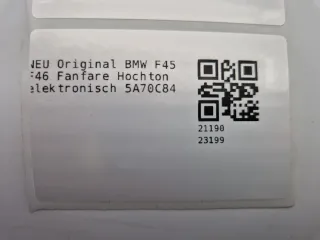 NEU Original BMW F45
F46 Fanfare Hochton
elektronisch 5A70C84
21190
23199